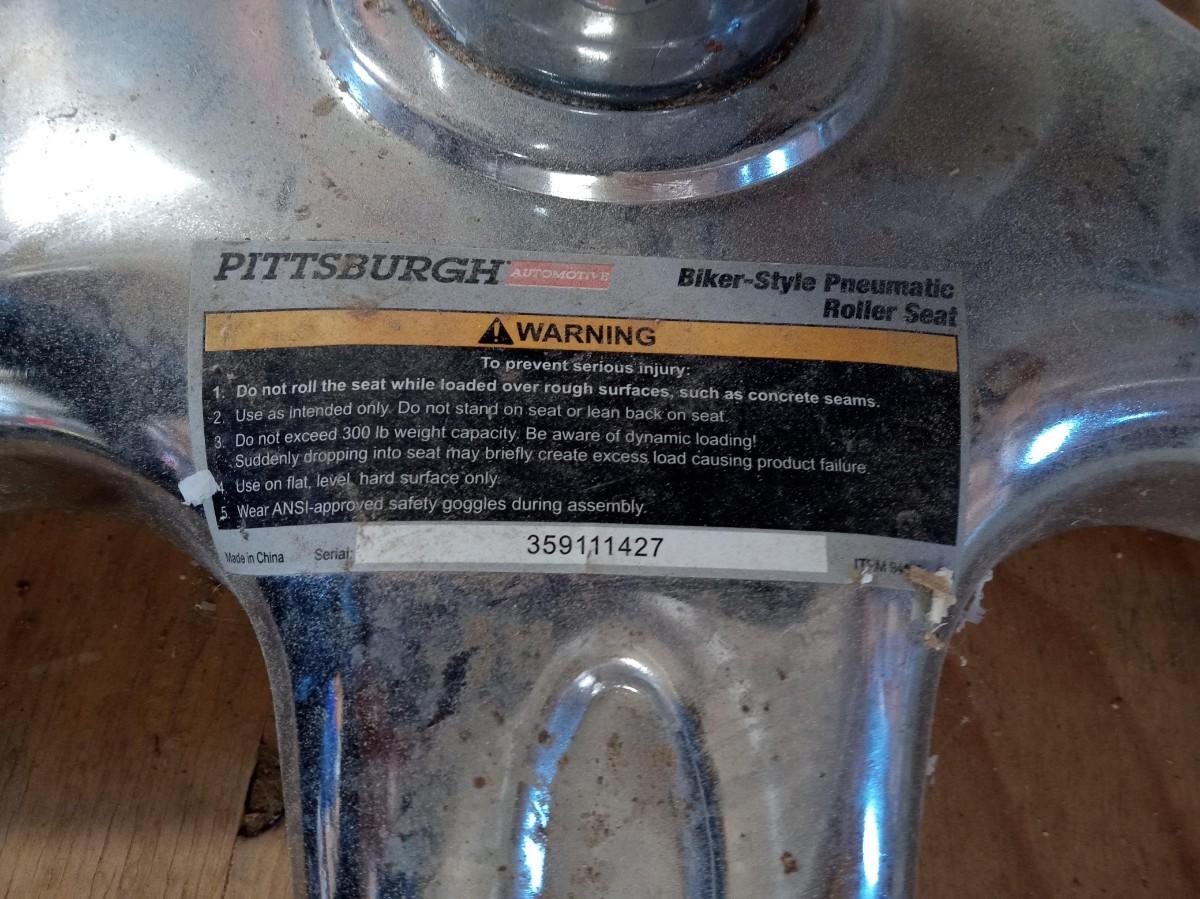 PITTSBURGH AUTOMOTIVE
Biker-Style Pneumatic
Roller Seat
WARNING
To prevent serious injury:
1. Do not roll the seat while loaded over rough surfaces, such as concrete seams.
2. Use as intended only. Do not stand on seat or lean back on seat.
3. Do not exceed 300 lb weight capacity. Be aware of dynamic loading!
Suddenly dropping into seat may briefly create excess load causing product failure.
4. Use on flat, level hard surface only.
5. Wear ANSI-approved safety goggles during assembly.
Made in China Serial: 359111427 ITEM